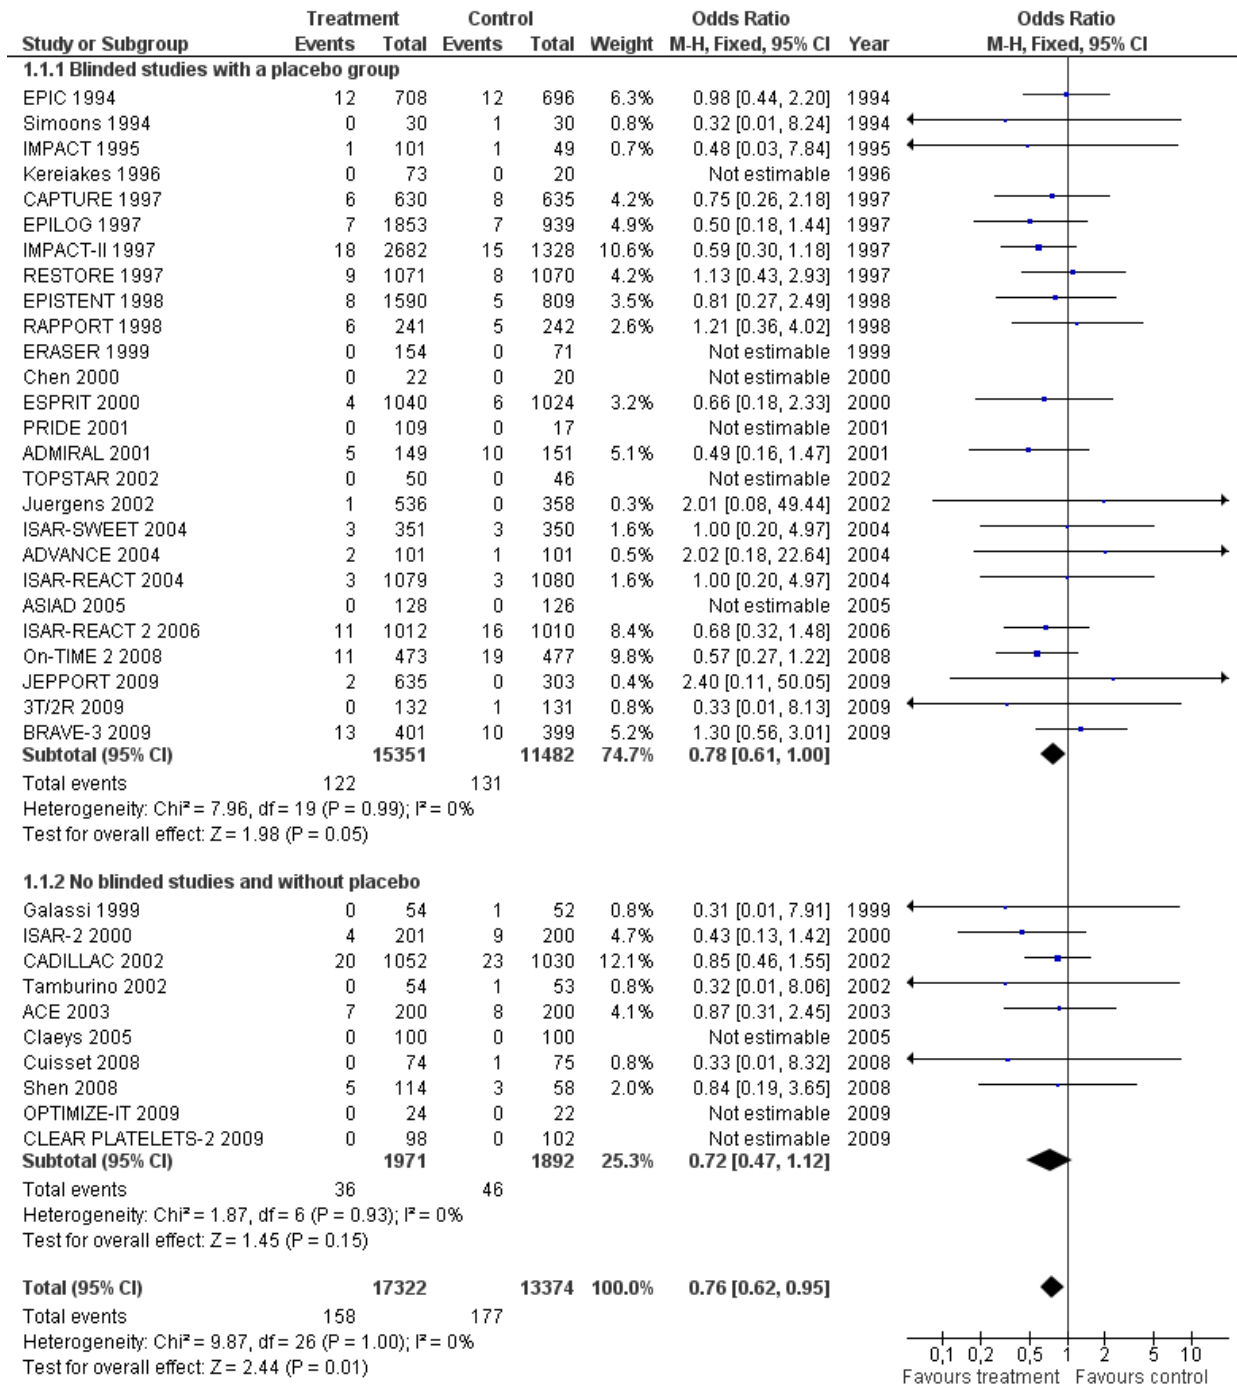 Treatment Control Odds Ratio Odds Ratio
Study or Subgroup Events Total Events Total Weight M-H, Fixed, 95% CI Year M-H, Fixed, 95% CI
1.1.1 Blinded studies with a placebo group
EPIC 1994 12 708 12 696 6.3% 0.98 [0.44, 2.20] 1994
Simoons 1994 0 30 1 30 0.8% 0.32 [0.01, 8.24] 1994
IMPACT 1995 1 101 1 49 0.7% 0.48 [0.03, 7.84] 1995
Kereiakes 1996 0 73 0 20 Not estimable 1996
CAPTURE 1997 6 630 8 635 4.2% 0.75 [0.26, 2.18] 1997
EPILOG 1997 7 1853 7 939 4.9% 0.50 [0.18, 1.44] 1997
IMPACT-II 1997 18 2682 15 1328 10.6% 0.59 [0.30, 1.18] 1997
RESTORE 1997 9 1071 8 1070 4.2% 1.13 [0.43, 2.93] 1997
EPISTENT 1998 8 1590 5 809 3.5% 0.81 [0.27, 2.49] 1998
RAPPORT 1998 6 241 5 242 2.6% 1.21 [0.36, 4.02] 1998
ERASER 1999 0 154 0 71 Not estimable 1999
Chen 2000 0 22 0 20 Not estimable 2000
ESPRIT 2000 4 1040 6 1024 3.2% 0.66 [0.18, 2.33] 2000
PRIDE 2001 0 109 0 17 Not estimable 2001
ADMIRAL 2001 5 149 10 151 5.1% 0.49 [0.16, 1.47] 2001
TOPSTAR 2002 0 50 0 46 Not estimable 2002
Juergens 2002 1 536 0 358 0.3% 2.01 [0.08, 49.44] 2002
ISAR-SWEET 2004 3 351 3 350 1.6% 1.00 [0.20, 4.97] 2004
ADVANCE 2004 2 101 1 101 0.5% 2.02 [0.18, 22.64] 2004
ISAR-REACT 2004 3 1079 3 1080 1.6% 1.00 [0.20, 4.97] 2004
ASIAD 2005 0 128 0 126 Not estimable 2005
ISAR-REACT 2 2006 11 1012 16 1010 8.4% 0.68 [0.32, 1.48] 2006
On-TIME 2 2008 11 473 19 477 9.8% 0.57 [0.27, 1.22] 2008
JEPPORT 2009 2 635 0 303 0.4% 2.40 [0.11, 50.05] 2009
3T/2R 2009 0 132 1 131 0.8% 0.33 [0.01, 8.13] 2009
BRAVE-3 2009 13 401 10 399 5.2% 1.30 [0.56, 3.01] 2009
Subtotal (95% CI) 15351 11482 74.7% 0.78 [0.61, 1.00]
Total events 122 131
Heterogeneity: Chi² = 7.96, df = 19 (P = 0.99); I² = 0%
Test for overall effect: Z = 1.98 (P = 0.05)
1.1.2 No blinded studies and without placebo
Galassi 1999 0 54 1 52 0.8% 0.31 [0.01, 7.91] 1999
ISAR-2 2000 4 201 9 200 4.7% 0.43 [0.13, 1.42] 2000
CADILLAC 2002 20 1052 23 1030 12.1% 0.85 [0.46, 1.55] 2002
Tamburino 2002 0 54 1 53 0.8% 0.32 [0.01, 8.06] 2002
ACE 2003 7 200 8 200 4.1% 0.87 [0.31, 2.45] 2003
Claeys 2005 0 100 0 100 Not estimable 2005
Cuisset 2008 0 74 1 75 0.8% 0.33 [0.01, 8.32] 2008
Shen 2008 5 114 3 58 2.0% 0.84 [0.19, 3.65] 2008
OPTIMIZE-IT 2009 0 24 0 22 Not estimable 2009
CLEAR PLATELETS-2 2009 0 98 0 102 Not estimable 2009
Subtotal (95% CI) 1971 1892 25.3% 0.72 [0.47, 1.12]
Total events 36 46
Heterogeneity: Chi² = 1.87, df = 6 (P = 0.93); I² = 0%
Test for overall effect: Z = 1.45 (P = 0.15)
Total (95% CI) 17322 13374 100.0% 0.76 [0.62, 0.95]
Total events 158 177
Heterogeneity: Chi² = 9.87, df = 26 (P = 1.00); I² = 0%
Test for overall effect: Z = 2.44 (P = 0.01)
0,1 0,2 0,5 1 2 5 10
Favours treatment Favours control